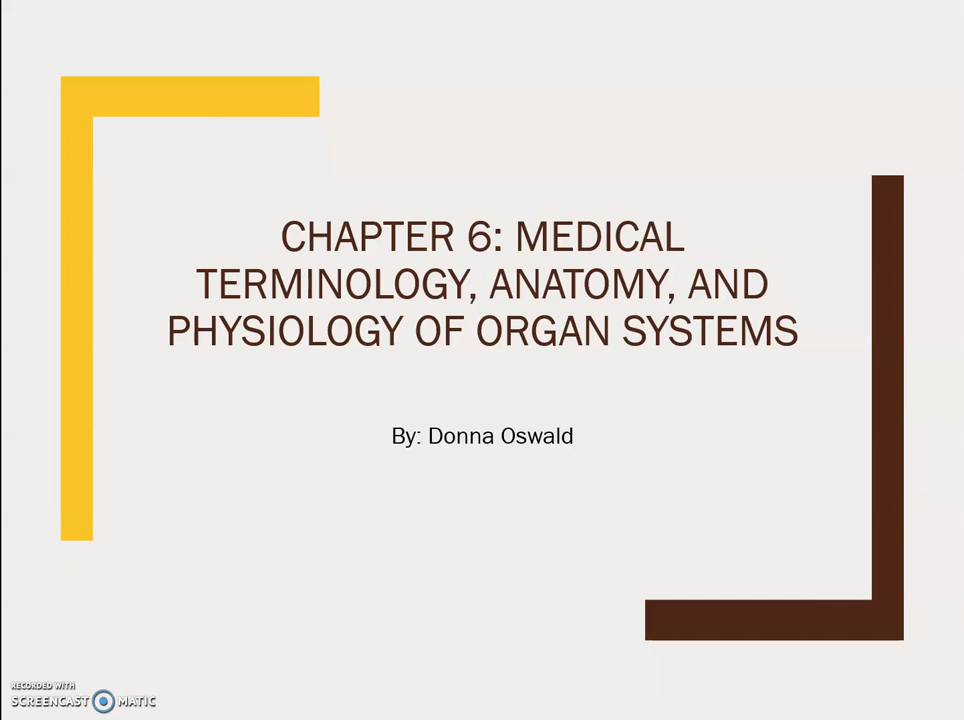 CHAPTER 6: MEDICAL
TERMINOLOGY, ANATOMY, AND
PHYSIOLOGY OF ORGAN SYSTEMS
By: Donna Oswald
RECORDED WITH
SCREENCAST MATIC